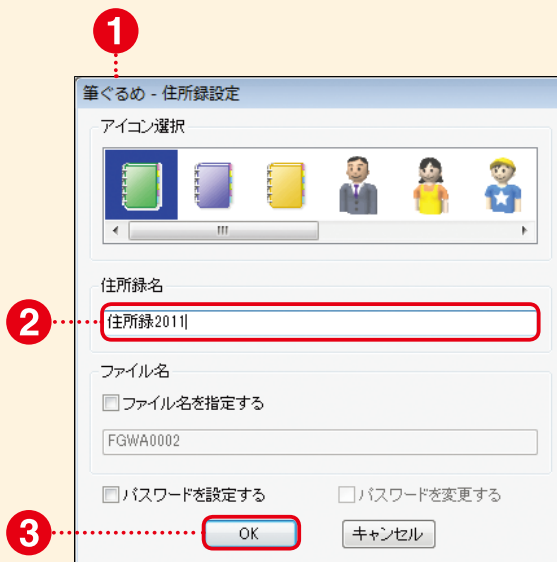 1
筆ぐるめ - 住所録設定
アイコン選択
住所録名
2
住所録2011
ファイル名
ファイル名を指定する
FGWA0002
パスワードを設定する パスワードを変更する
3
OK キャンセル